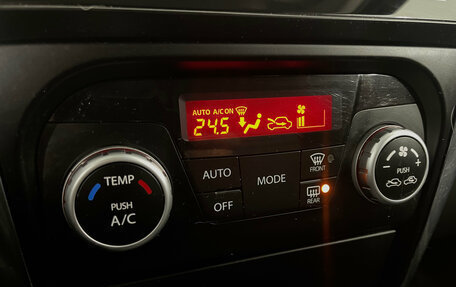 AUTO A/C ON
24.5
TEMP
PUSH
A/C
AUTO
OFF
MODE
FRONT
REAR
- +
PUSH